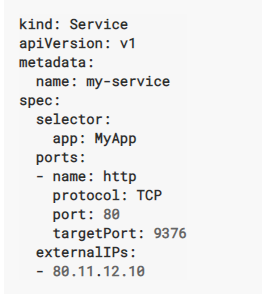 kind: Service
apiVersion: v1
metadata:
  name: my-service
spec:
  selector:
    app: MyApp
  ports:
  - name: http
    protocol: TCP
    port: 80
    targetPort: 9376
  externalIPs:
  - 80.11.12.10